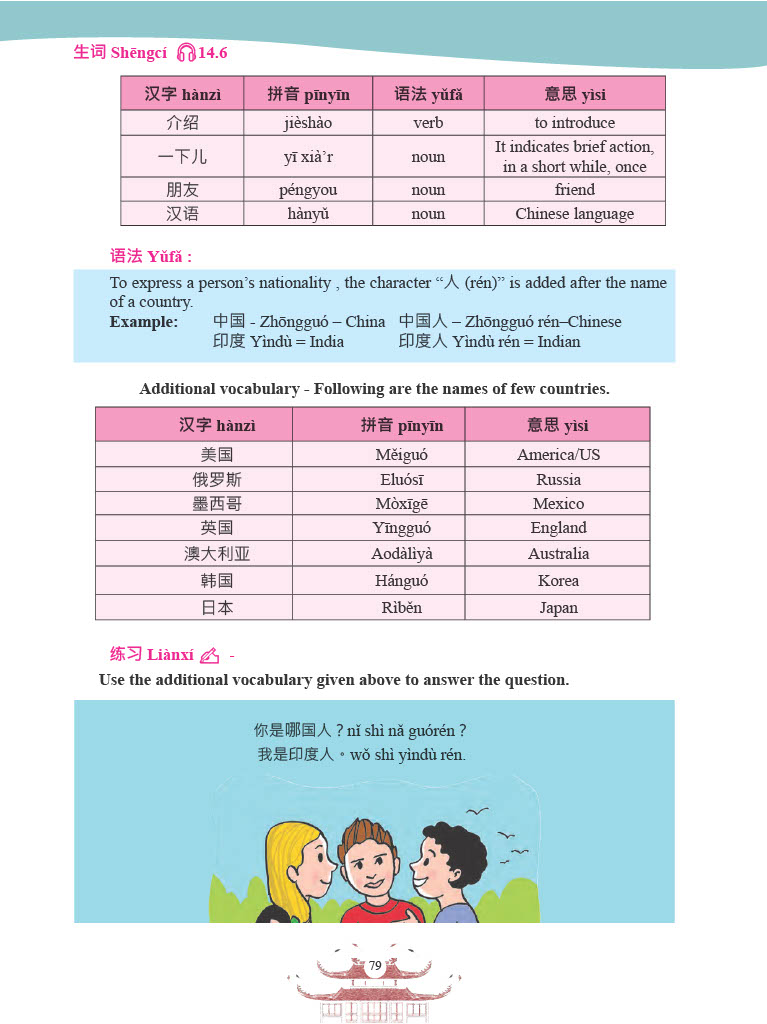 生词 Shēngcí 14.6
汉字 hànzì 拼音 pīnyīn 语法 yǔfǎ 意思 yìsi
介绍 jièshào verb to introduce
一下儿 yī xià’r noun It indicates brief action,
in a short while, once
朋友 péngyou noun friend
汉语 hànyǔ noun Chinese language
语法 Yǔfǎ :
To express a person’s nationality , the character “人 (rén)” is added after the name
of a country.
Example: 中国 - Zhōngguó – China 中国人 – Zhōngguó rén–Chinese
印度 Yìndù = India 印度人 Yìndù rén = Indian
Additional vocabulary - Following are the names of few countries.
汉字 hànzì 拼音 pīnyīn 意思 yìsi
美国 Měiguó America/US
俄罗斯 Eluósī Russia
墨西哥 Mòxīgē Mexico
英国 Yīngguó England
澳大利亚 Aodàlìyà Australia
韩国 Hánguó Korea
日本 Rìběn Japan
练习 Liànxí -
Use the additional vocabulary given above to answer the question.
你是哪国人？nǐ shì nǎ guórén ?
我是印度人。wǒ shì yìndù rén.
79